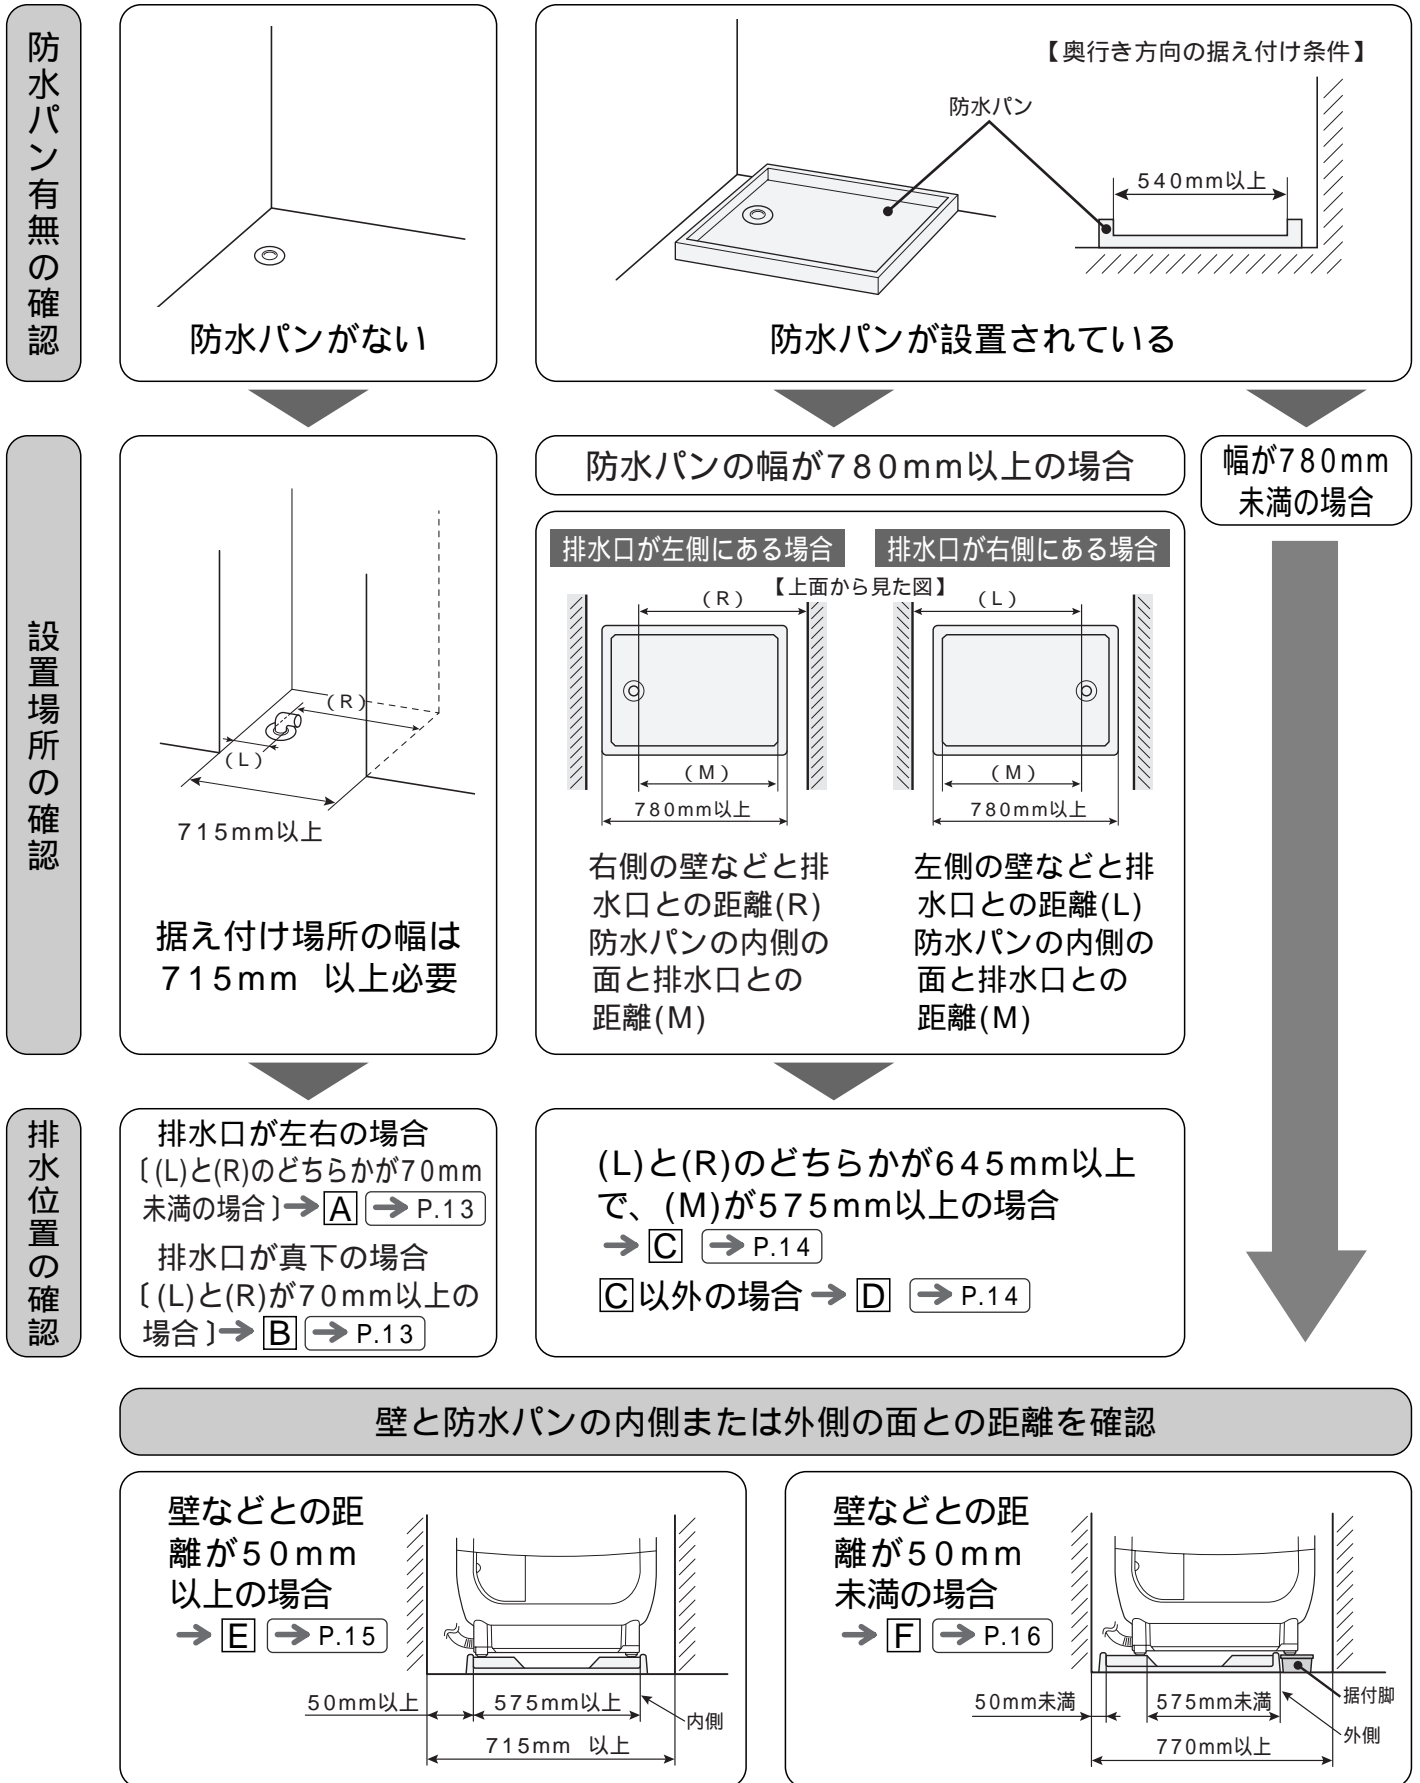 防水パン有無の確認
防水パンがない
【奥行き方向の据え付け条件】
防水パン
540mm以上
防水パンが設置されている
設置場所の確認
(R)
(L)
715mm以上
据え付け場所の幅は
715mm 以上必要
防水パンの幅が780mm以上の場合
幅が780mm
未満の場合
排水口が左側にある場合
排水口が右側にある場合
【上面から見た図】
(R)
(L)
(M)
(M)
780mm以上
780mm以上
右側の壁などと排
水口との距離(R)
防水パンの内側の
面と排水口との
距離(M)
左側の壁などと排
水口との距離(L)
防水パンの内側の
面と排水口との
距離(M)
排水位置の確認
排水口が左右の場合
〔(L)と(R)のどちらかが70mm
未満の場合〕➔A ➔ P.13
排水口が真下の場合
〔(L)と(R)が70mm以上の
場合〕➔ B ➔ P.13
(L)と(R)のどちらかが645mm以上
で、(M)が575mm以上の場合
➔ C ➔ P.14
C以外の場合 ➔ D ➔ P.14
壁と防水パンの内側または外側の面との距離を確認
壁などとの距
離が50mm
以上の場合
➔ E ➔ P.15
50mm以上
575mm以上
内側
715mm 以上
壁などとの距
離が50mm
未満の場合
➔ F ➔ P.16
50mm未満
575mm未満
据付脚
外側
770mm以上